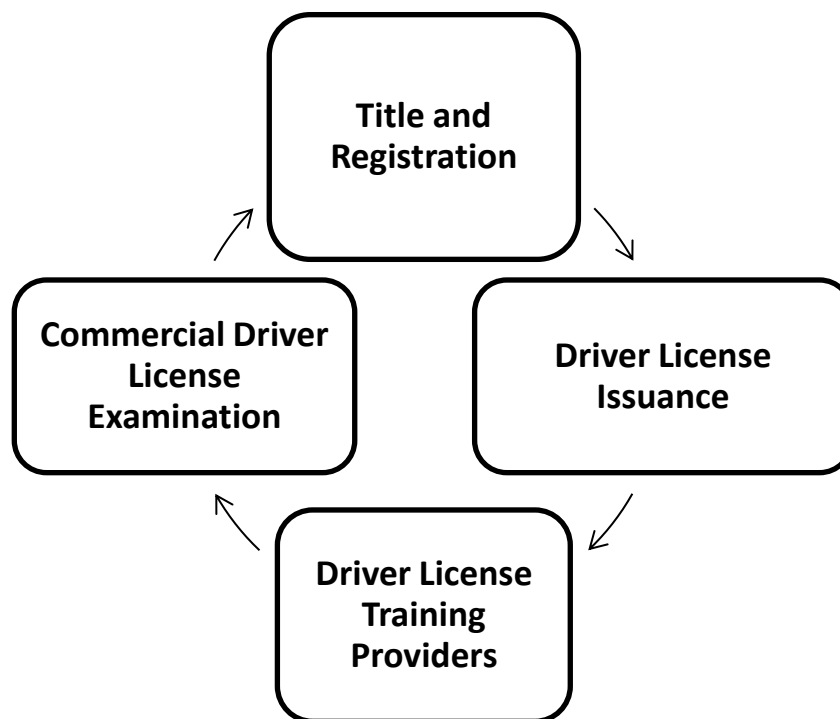 Title and
Registration
Commercial Driver
License
Examination
Driver License
Issuance
Driver License
Training
Providers